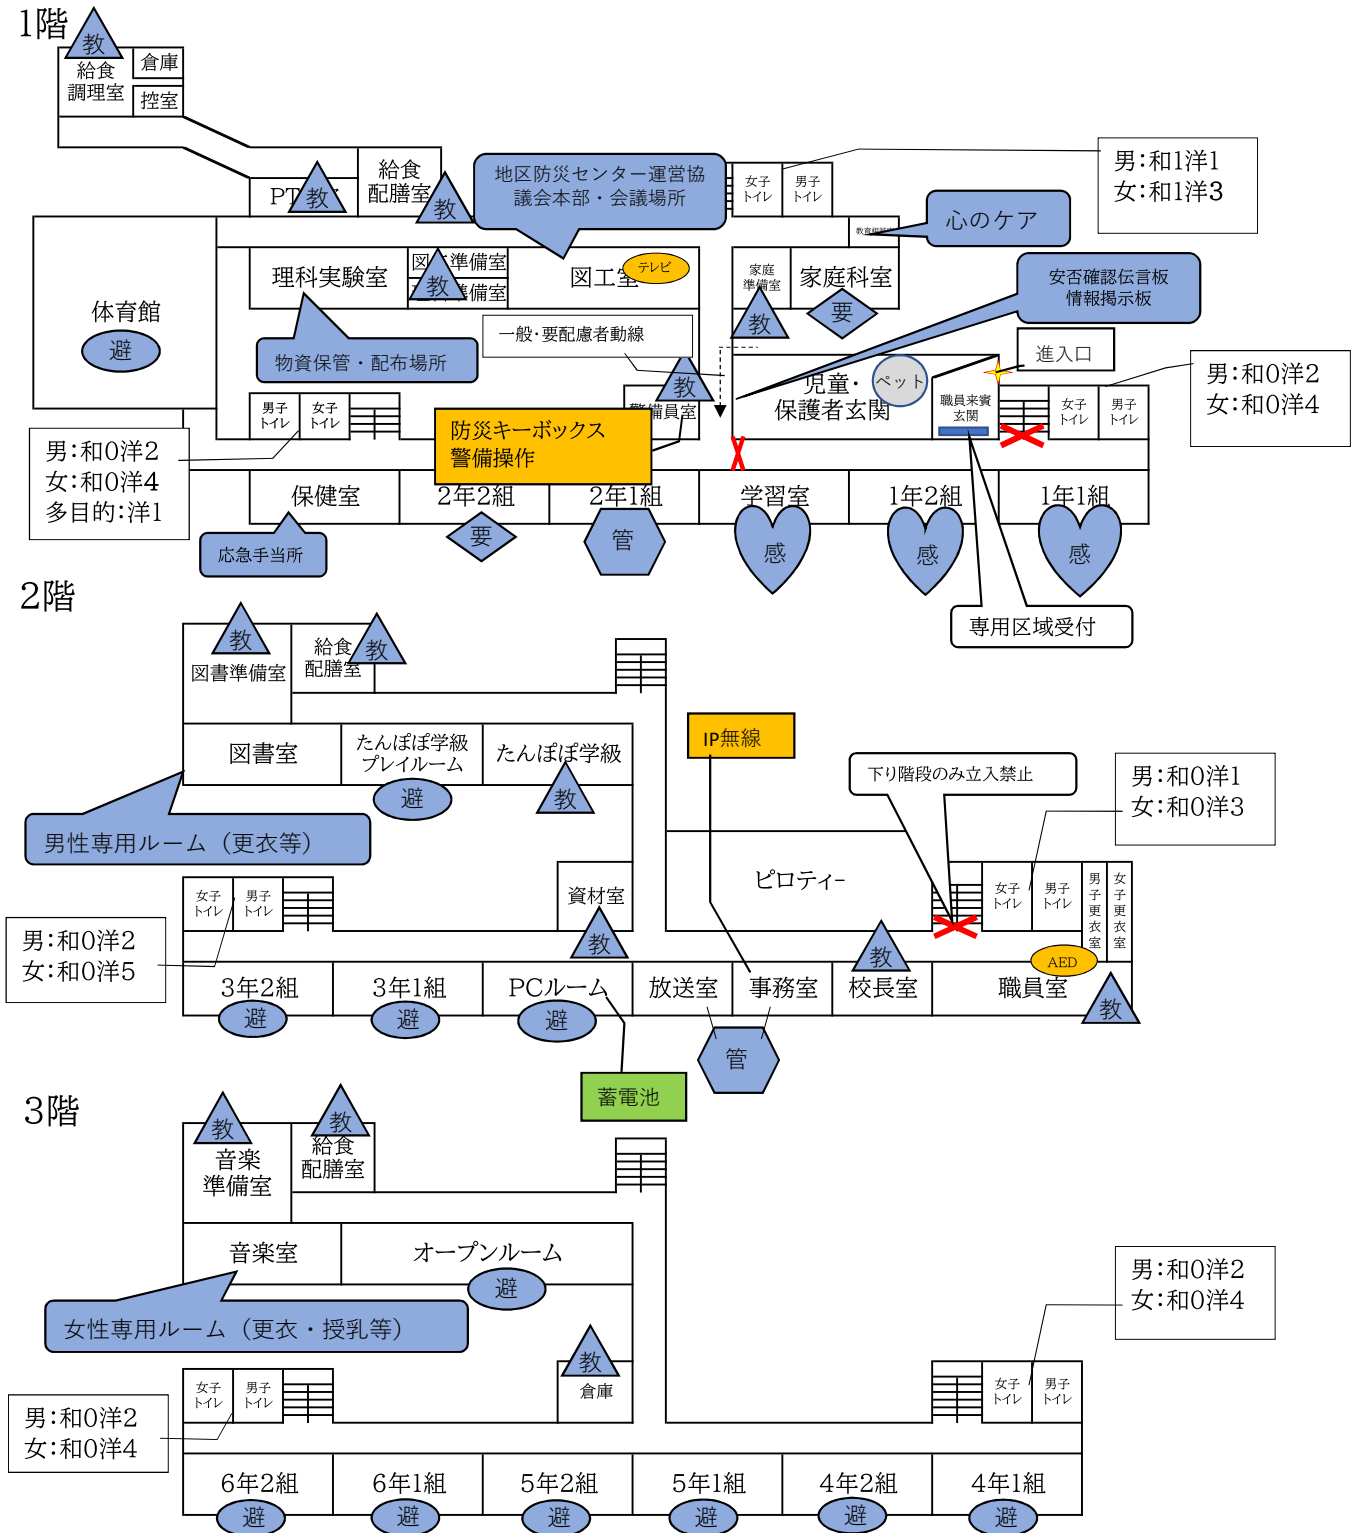 1階
教
給食
調理室
倉庫
控室
教
給食
配膳室
教
地区防災センター運営協
議会本部・会議場所
女子
トイレ
男子
トイレ
男:和1洋1
女:和1洋3
心のケア
体育館
避
理科実験室
教
図工室
テレビ
家庭
準備室
教
家庭科室
要
安否確認伝言板
情報掲示板
物資保管・配布場所
一般・要配慮者動線
教
警備員室
児童・
保護者玄関
ペット
職員来賓
玄関
進入口
男:和0洋2
女:和0洋4
男子
トイレ
女子
トイレ
防災キーボックス
警備操作
女子
トイレ
男子
トイレ
男:和0洋2
女:和0洋4
多目的:洋1
保健室
2年2組
2年1組
学習室
1年2組
1年1組
応急手当所
要
管
感
感
感
専用区域受付
2階
教
図書準備室
給食
配膳室
教
図書室
たんぽぽ学級
プレイルーム
避
たんぽぽ学級
教
IP無線
下り階段のみ立入禁止
男:和0洋1
女:和0洋3
男性専用ルーム(更衣等)
女子
トイレ
男子
トイレ
資材室
教
ピロティー
女子
トイレ
男子
トイレ
男子更衣室
女子更衣室
男:和0洋2
女:和0洋5
教
AED
3年2組
3年1組
PCルーム
放送室
事務室
校長室
職員室
避
避
避
管
教
蓄電池
3階
教
音楽
準備室
教
給食
配膳室
音楽室
オープンルーム
避
女性専用ルーム(更衣・授乳等)
男:和0洋2
女:和0洋4
女子
トイレ
男子
トイレ
教
倉庫
女子
トイレ
男子
トイレ
男:和0洋2
女:和0洋4
6年2組
6年1組
5年2組
5年1組
4年2組
4年1組
避
避
避
避
避
避